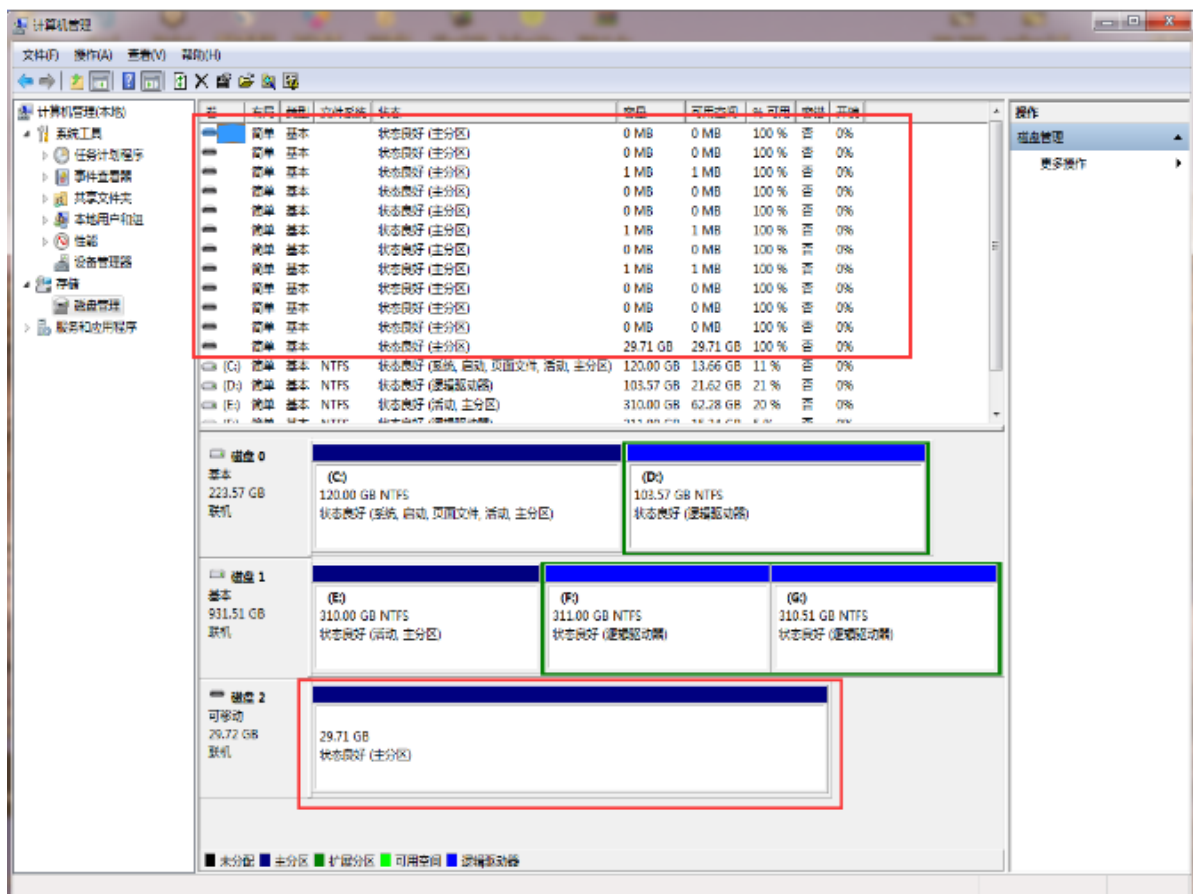 计算机管理
文件(F) 操作(A) 查看(V) 帮助(H)
计算机管理(本地)
系统工具
任务计划程序
事件查看器
共享文件夹
本地用户和组
性能
设备管理器
存储
磁盘管理
服务和应用程序
卷 布局 类型 文件系统 状态 容量 可用空间 % 可用 容错 开销
简单 基本 状态良好 (主分区) 0 MB 0 MB 100 % 否 0%
简单 基本 状态良好 (主分区) 0 MB 0 MB 100 % 否 0%
简单 基本 状态良好 (主分区) 1 MB 1 MB 100 % 否 0%
简单 基本 状态良好 (主分区) 0 MB 0 MB 100 % 否 0%
简单 基本 状态良好 (主分区) 0 MB 0 MB 100 % 否 0%
简单 基本 状态良好 (主分区) 1 MB 1 MB 100 % 否 0%
简单 基本 状态良好 (主分区) 0 MB 0 MB 100 % 否 0%
简单 基本 状态良好 (主分区) 1 MB 1 MB 100 % 否 0%
简单 基本 状态良好 (主分区) 0 MB 0 MB 100 % 否 0%
简单 基本 状态良好 (主分区) 0 MB 0 MB 100 % 否 0%
简单 基本 状态良好 (主分区) 0 MB 0 MB 100 % 否 0%
简单 基本 状态良好 (主分区) 29.71 GB 29.71 GB 100 % 否 0%
(C:) 简单 基本 NTFS 状态良好 (系统, 启动, 页面文件, 活动, 主分区) 120.00 GB 13.66 GB 11 % 否 0%
(D:) 简单 基本 NTFS 状态良好 (逻辑驱动器) 103.57 GB 21.62 GB 21 % 否 0%
(E:) 简单 基本 NTFS 状态良好 (活动, 主分区) 310.00 GB 62.28 GB 20 % 否 0%
磁盘 0
基本
223.57 GB
联机
(C:)
120.00 GB NTFS
状态良好 (系统, 启动, 页面文件, 活动, 主分区)
(D:)
103.57 GB NTFS
状态良好 (逻辑驱动器)
磁盘 1
基本
931.51 GB
联机
(E:)
310.00 GB NTFS
状态良好 (活动, 主分区)
(F:)
311.00 GB NTFS
状态良好 (逻辑驱动器)
(G:)
310.51 GB NTFS
状态良好 (逻辑驱动器)
磁盘 2
可移动
29.72 GB
联机
29.71 GB
状态良好 (主分区)
未分配 主分区 扩展分区 可用空间 逻辑驱动器
操作
磁盘管理
更多操作